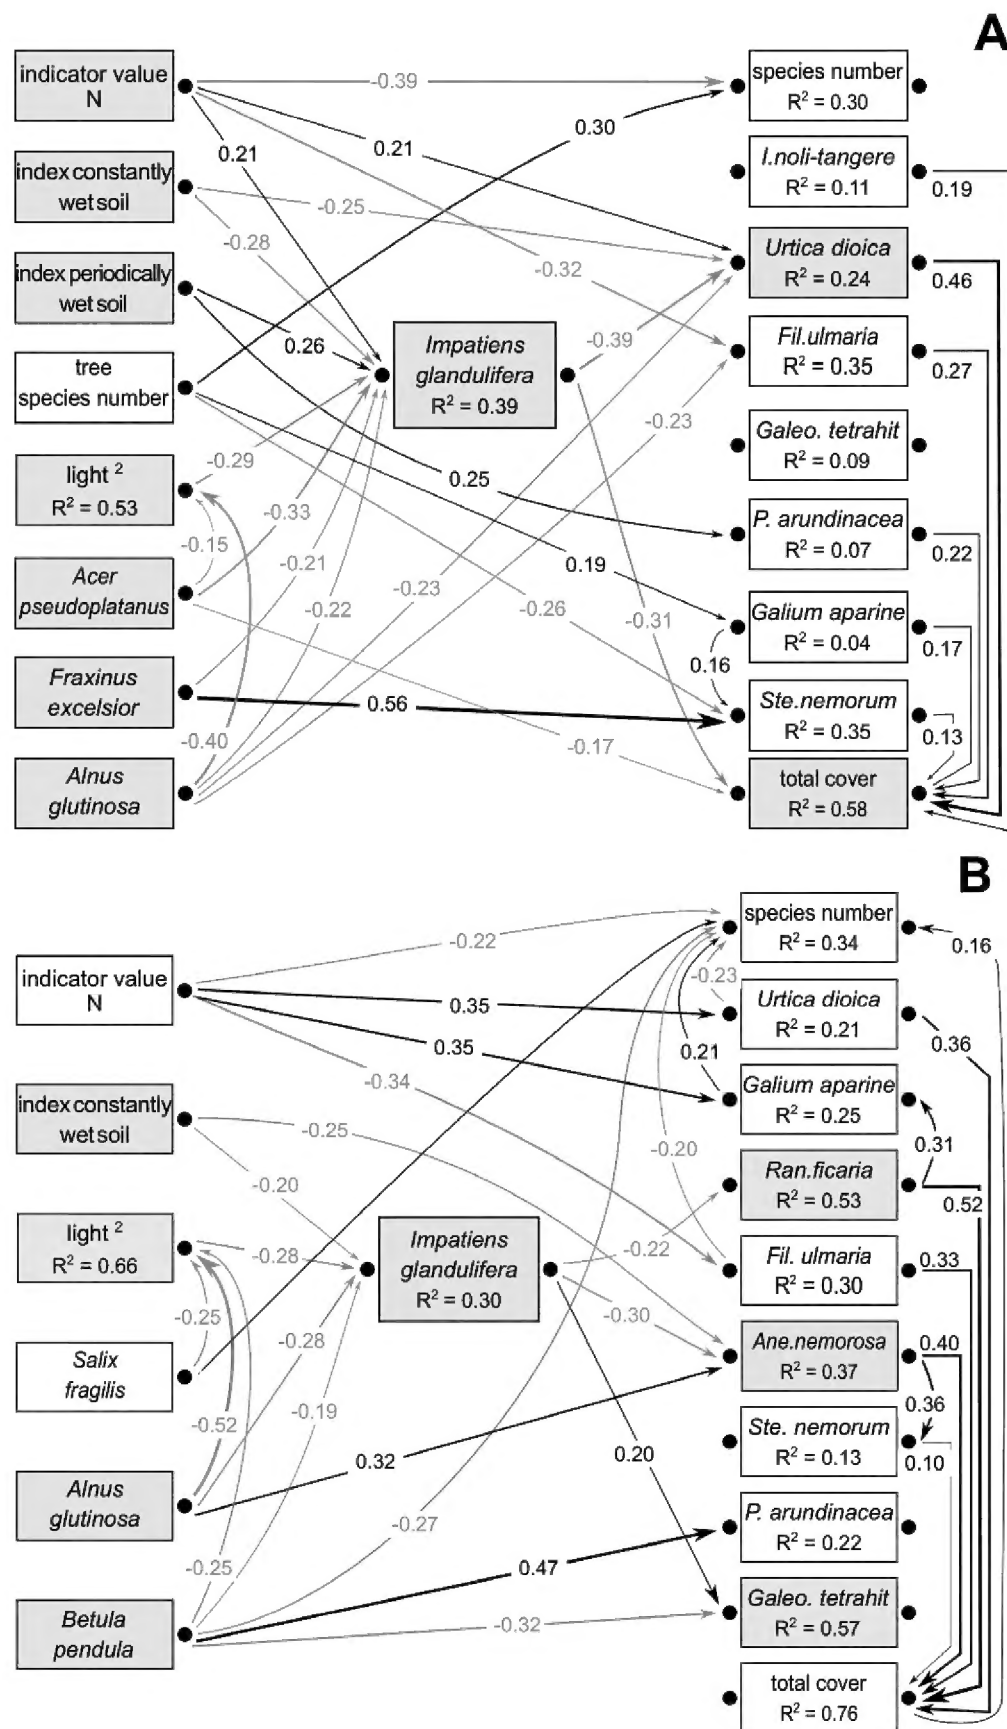 A
indicator value
N
index constantly
wet soil
index periodically
wet soil
tree
species number
light 2
R2 = 0.53
Acer
pseudoplatanus
Fraxinus
excelsior
Alnus
glutinosa
Impatiens
glandulifera
R2 = 0.39
species number
R2 = 0.30
I.noli-tangere
R2 = 0.11
Urtica dioica
R2 = 0.24
Fil.ulmaria
R2 = 0.35
Galeo. tetrahit
R2 = 0.09
P. arundinacea
R2 = 0.07
Galium aparine
R2 = 0.04
Ste.nemorum
R2 = 0.35
total cover
R2 = 0.58
-0.39
0.30
0.21
0.21
0.19
-0.25
-0.28
-0.32
0.46
0.26
-0.39
0.27
-0.23
-0.29
0.25
-0.33
-0.15
0.22
-0.21
0.19
-0.23
-0.22
-0.26
-0.31
0.17
0.16
0.56
-0.40
-0.17
0.13
B
indicator value
N
index constantly
wet soil
light 2
R2 = 0.66
Salix
fragilis
Alnus
glutinosa
Betula
pendula
Impatiens
glandulifera
R2 = 0.30
species number
R2 = 0.34
Urtica dioica
R2 = 0.21
Galium aparine
R2 = 0.25
Ran.ficaria
R2 = 0.53
Fil. ulmaria
R2 = 0.30
Ane.nemorosa
R2 = 0.37
Ste. nemorum
R2 = 0.13
P. arundinacea
R2 = 0.22
Galeo. tetrahit
R2 = 0.57
total cover
R2 = 0.76
-0.22
0.16
-0.23
0.35
0.36
0.35
0.21
-0.34
-0.25
0.31
-0.20
-0.20
0.52
-0.28
-0.22
0.33
-0.25
-0.30
-0.28
0.40
0.36
-0.19
-0.52
0.32
0.20
0.10
-0.27
-0.25
0.47
-0.32